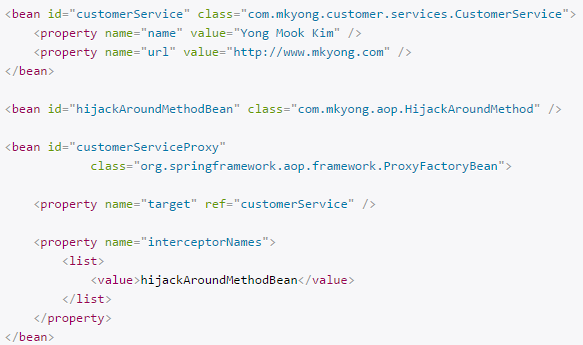 <bean id="customerService" class="com.mkyong.customer.services.CustomerService">
    <property name="name" value="Yong Mook Kim" />
    <property name="url" value="http://www.mkyong.com" />
</bean>

<bean id="hijackAroundMethodBean" class="com.mkyong.aop.HijackAroundMethod" />

<bean id="customerServiceProxy"
            class="org.springframework.aop.framework.ProxyFactoryBean">

    <property name="target" ref="customerService" />

    <property name="interceptorNames">
        <list>
            <value>hijackAroundMethodBean</value>
        </list>
    </property>
</bean>